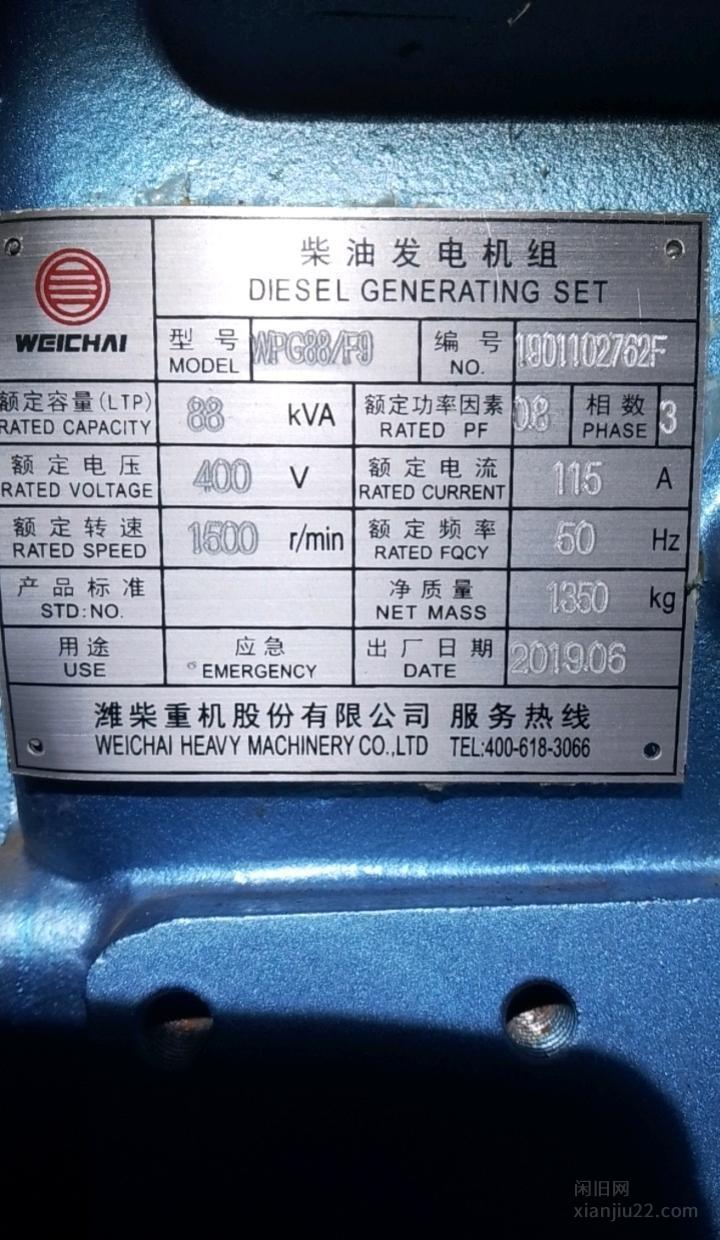 柴油发电机组
DIESEL GENERATING SET
WEICHAI
型号 WPG88/F9 编号 1901102762F
MODEL NO.
额定容量(LTP) 88 kVA 额定功率因素 0.8 相数 3
RATED CAPACITY RATED PF PHASE
额定电压 400 V 额定电流 115 A
RATED VOLTAGE RATED CURRENT
额定转速 1500 r/min 额定频率 50 Hz
RATED SPEED RATED FQCY
产品标准 净质量 1350 kg
STD:NO. NET MASS
用途 应急 出厂日期 2019.06
USE EMERGENCY DATE
潍柴重机股份有限公司 服务热线
WEICHAI HEAVY MACHINERY CO.,LTD TEL:400-618-3066
闲旧网
xianjiu22.com